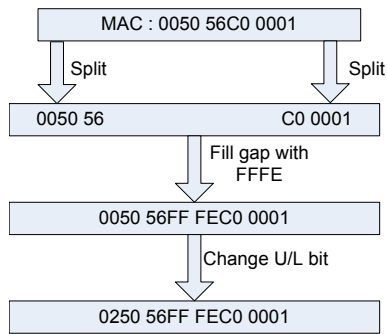 MAC : 0050 56C0 0001
Split Split
0050 56 C0 0001
Fill gap with
FFFE
0050 56FF FEC0 0001
Change U/L bit
0250 56FF FEC0 0001